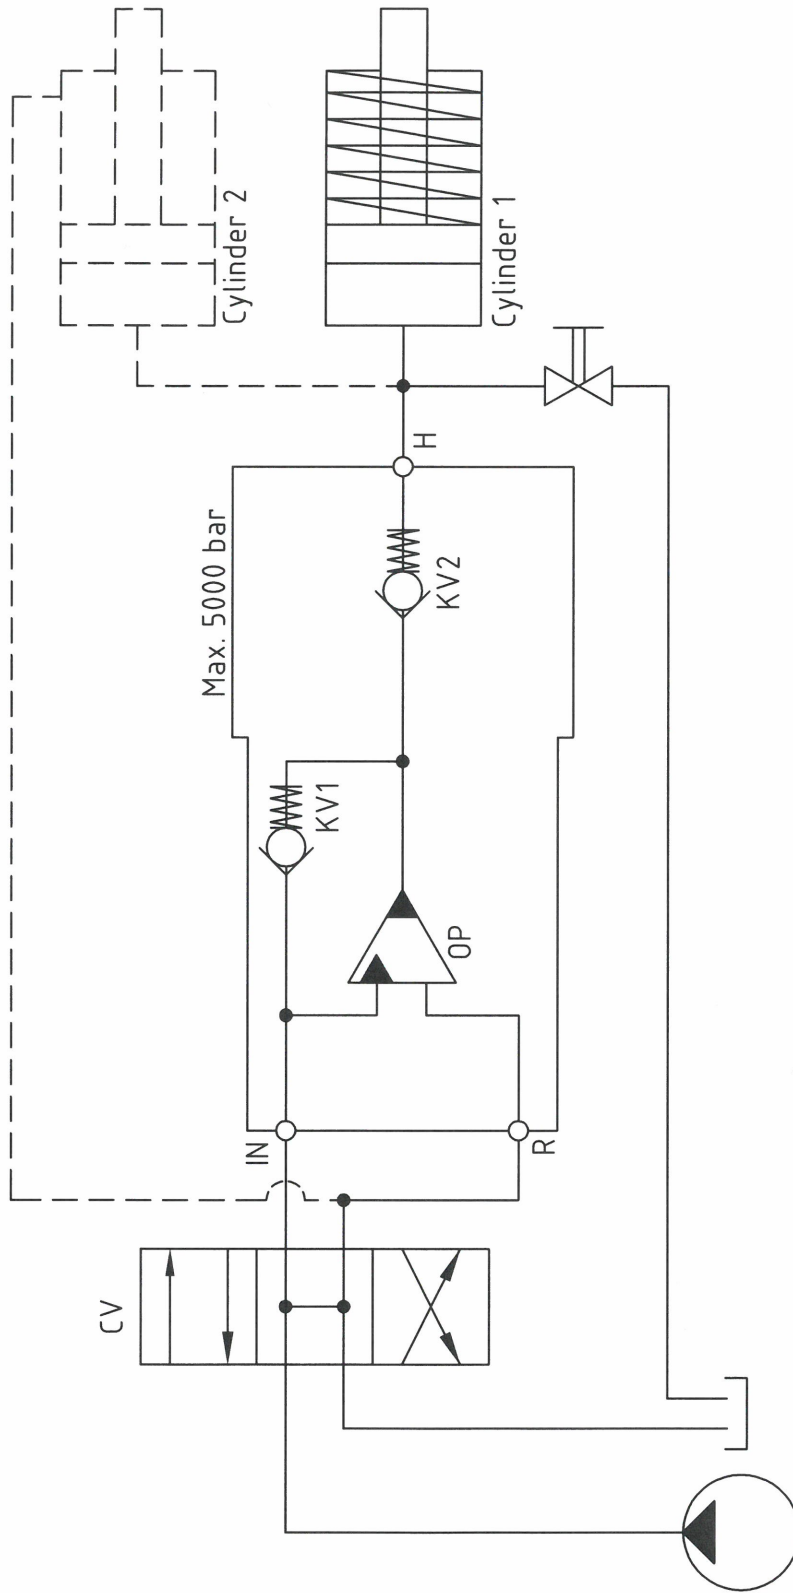 Cylinder 2
Cylinder 1
Max. 5000 bar
H
KV2
KV1
OP
IN
R
CV